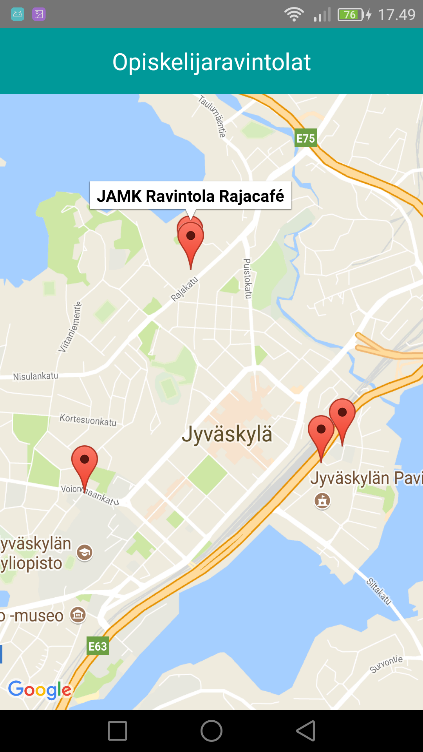 76 17.49
Opiskelijaravintolat
Taulumäentie
E75
JAMK Ravintola Rajacafé
Puistokatu
Rajakatu
Viitaniementie
Nisulankatu
Kortesuonkatu
Jyväskylä
Jyväskylän Pavi
Voionmaankatu
yväskylän
yliopisto
Siltakatu
o -museo
E63
Survontie
Google